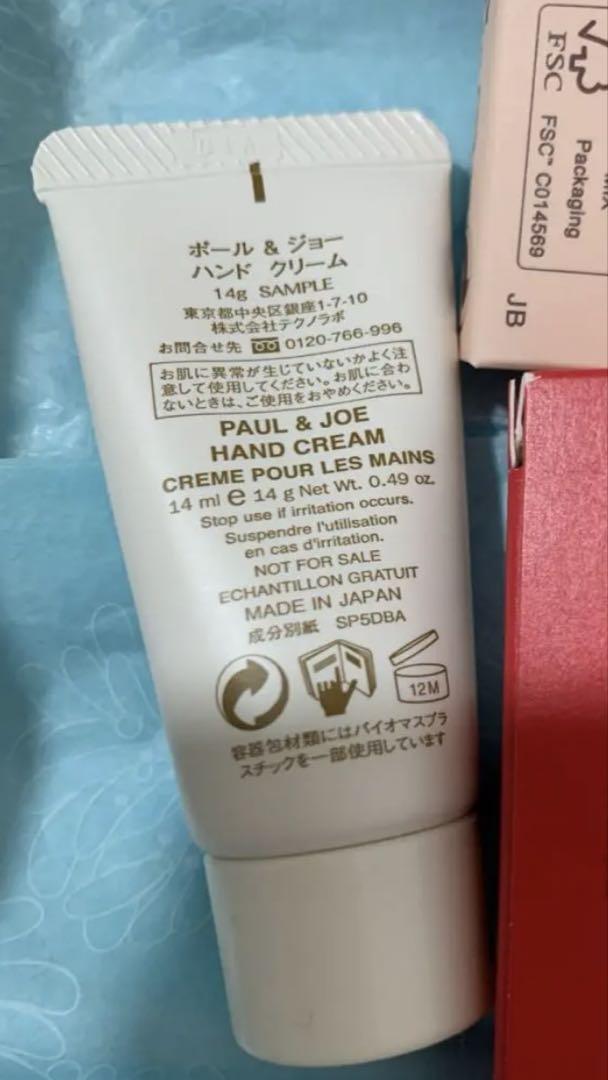 ポール & ジョー
ハンド クリーム
14g SAMPLE
東京都中央区銀座1-7-10
株式会社テクノラボ
お問合せ先 0120-766-996
お肌に異常が生じていないかよく注
意して使用してください。お肌に合わ
ないときは、ご使用をおやめください。
PAUL & JOE
HAND CREAM
CREME POUR LES MAINS
14 ml e 14 g Net Wt. 0.49 oz.
Stop use if irritation occurs.
Suspendre l'utilisation
en cas d'irritation.
NOT FOR SALE
ECHANTILLON GRATUIT
MADE IN JAPAN
成分別紙 SP5DBA
12M
容器包材類にはバイオマスプラ
スチックを一部使用しています
FSC
MIX
Packaging
FSC™ C014569
JB